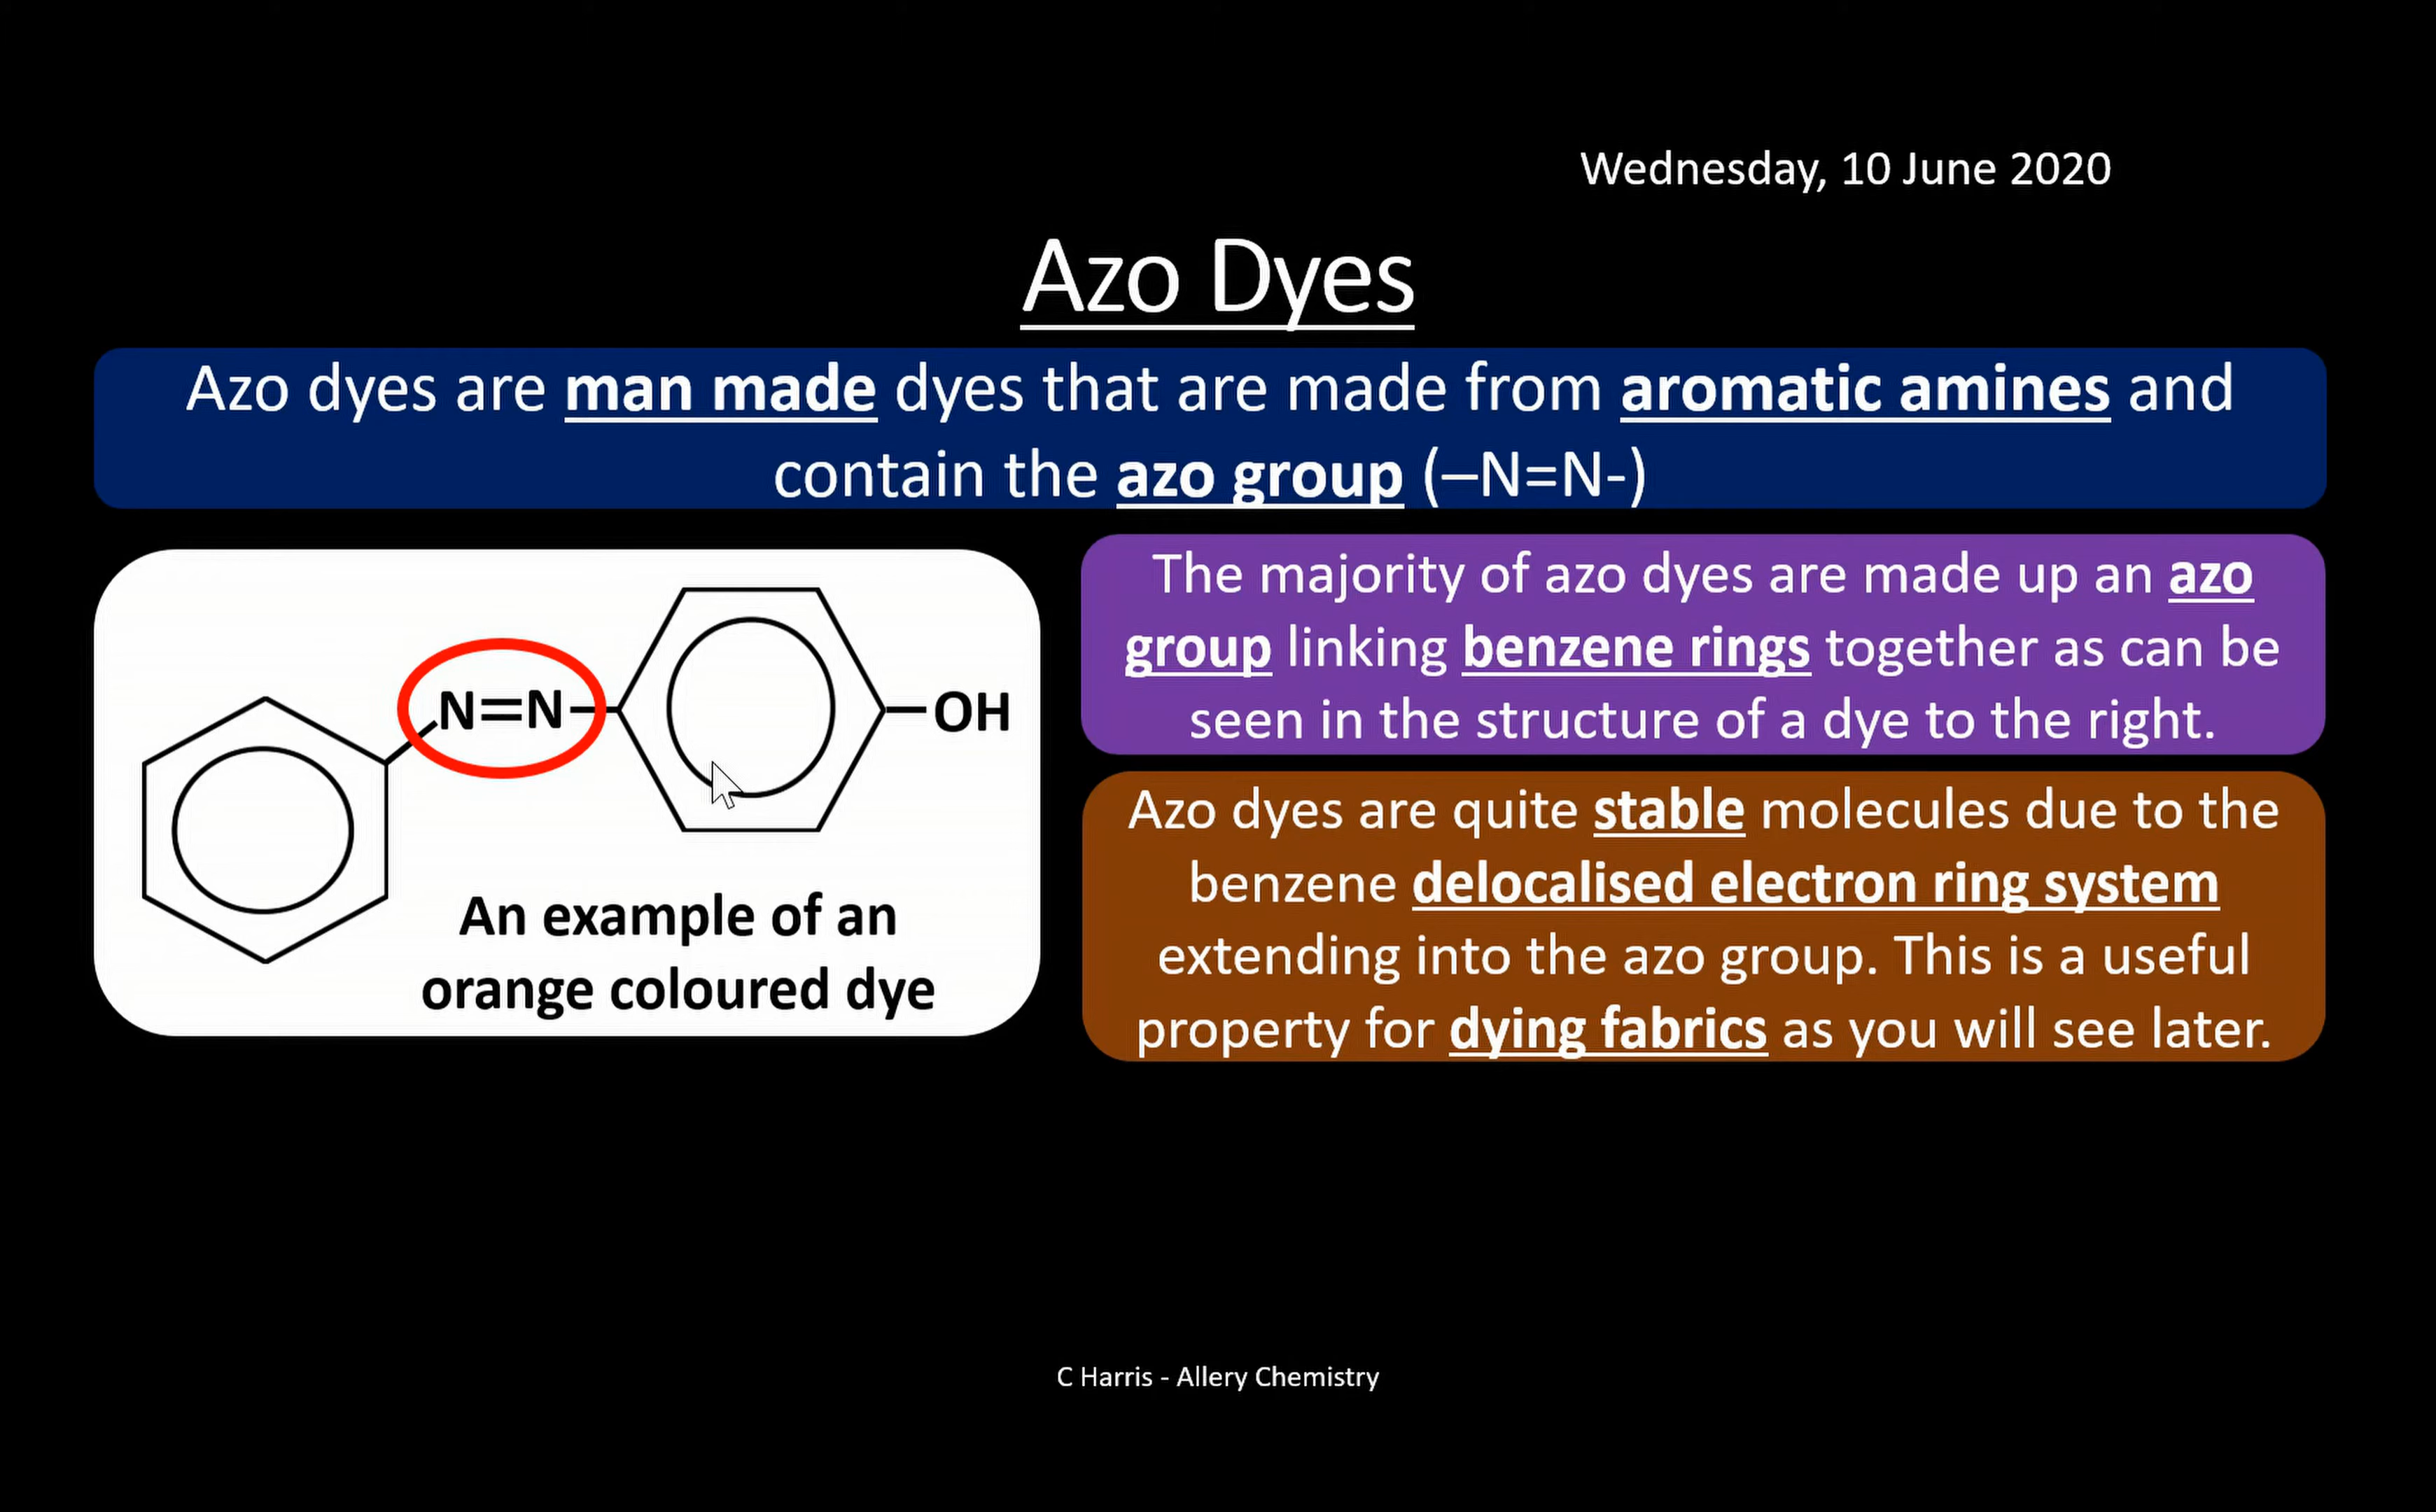 Wednesday, 10 June 2020
Azo Dyes
Azo dyes are man made dyes that are made from aromatic amines and
contain the azo group (–N=N-)
The majority of azo dyes are made up an azo
group linking benzene rings together as can be
seen in the structure of a dye to the right.
N=N
OH
An example of an
orange coloured dye
Azo dyes are quite stable molecules due to the
benzene delocalised electron ring system
extending into the azo group. This is a useful
property for dying fabrics as you will see later.
C Harris - Allery Chemistry